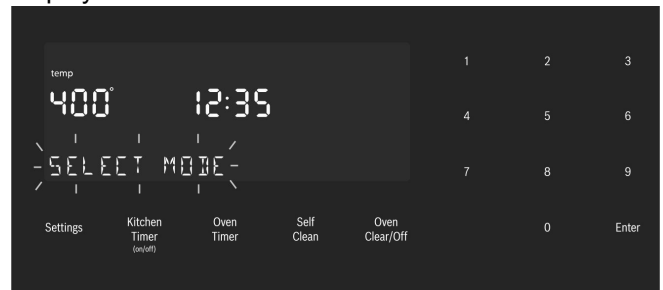 temp
400°
12:35
SELECT MODE
1 2 3
4 5 6
7 8 9
0 Enter
Settings
Kitchen
Timer
(on/off)
Oven
Timer
Self
Clean
Oven
Clear/Off